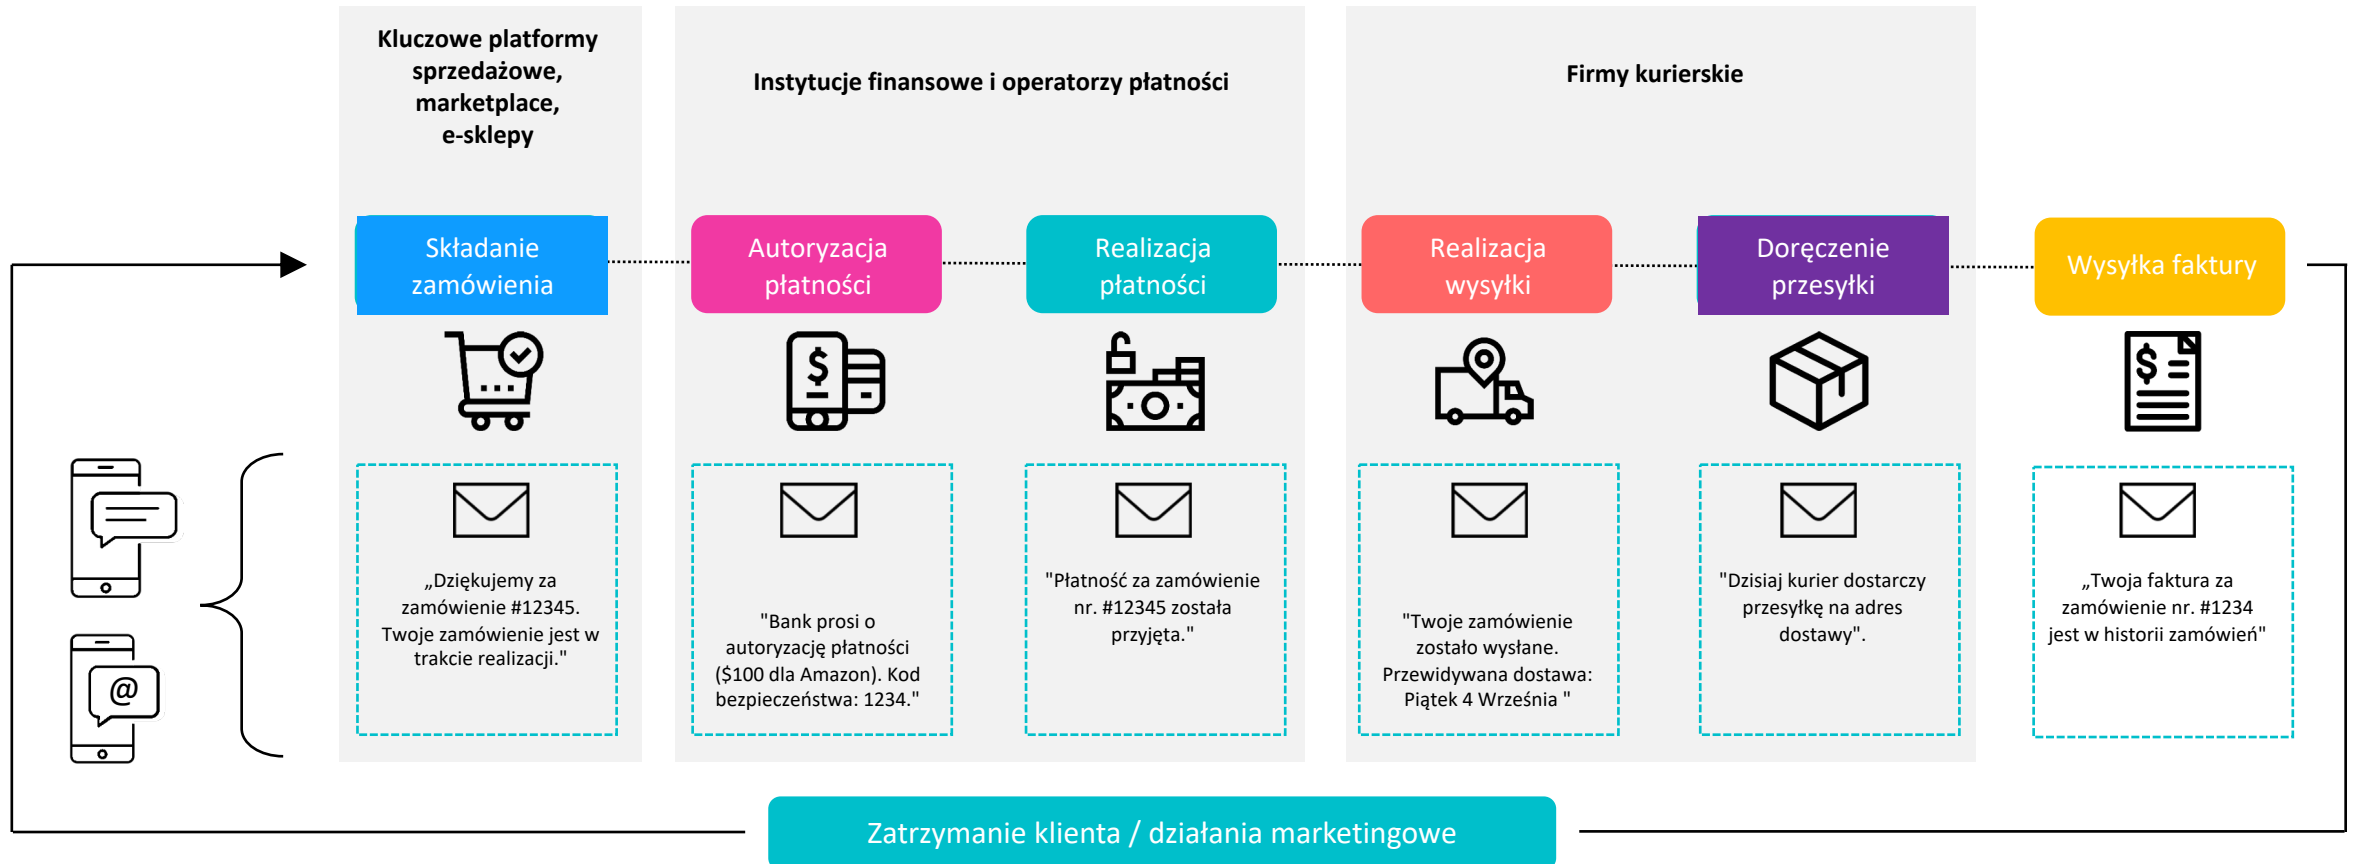 Kluczowe platformy
sprzedażowe,
marketplace,
e-sklepy
Instytucje finansowe i operatorzy płatności
Firmy kurierskie
Składanie
zamówienia
Autoryzacja
płatności
Realizacja
płatności
Realizacja
wysyłki
Doręczenie
przesyłki
Wysyłka faktury
$
$
@
„Dziękujemy za
zamówienie #12345.
Twoje zamówienie jest w
trakcie realizacji."
"Bank prosi o
autoryzację płatności
($100 dla Amazon). Kod
bezpieczeństwa: 1234."
"Płatność za zamówienie
nr. #12345 została
przyjęta."
"Twoje zamówienie
zostało wysłane.
Przewidywana dostawa:
Piątek 4 Września "
"Dzisiaj kurier dostarczy
przesyłkę na adres
dostawy".
„Twoja faktura za
zamówienie nr. #1234
jest w historii zamówień"
Zatrzymanie klienta / działania marketingowe